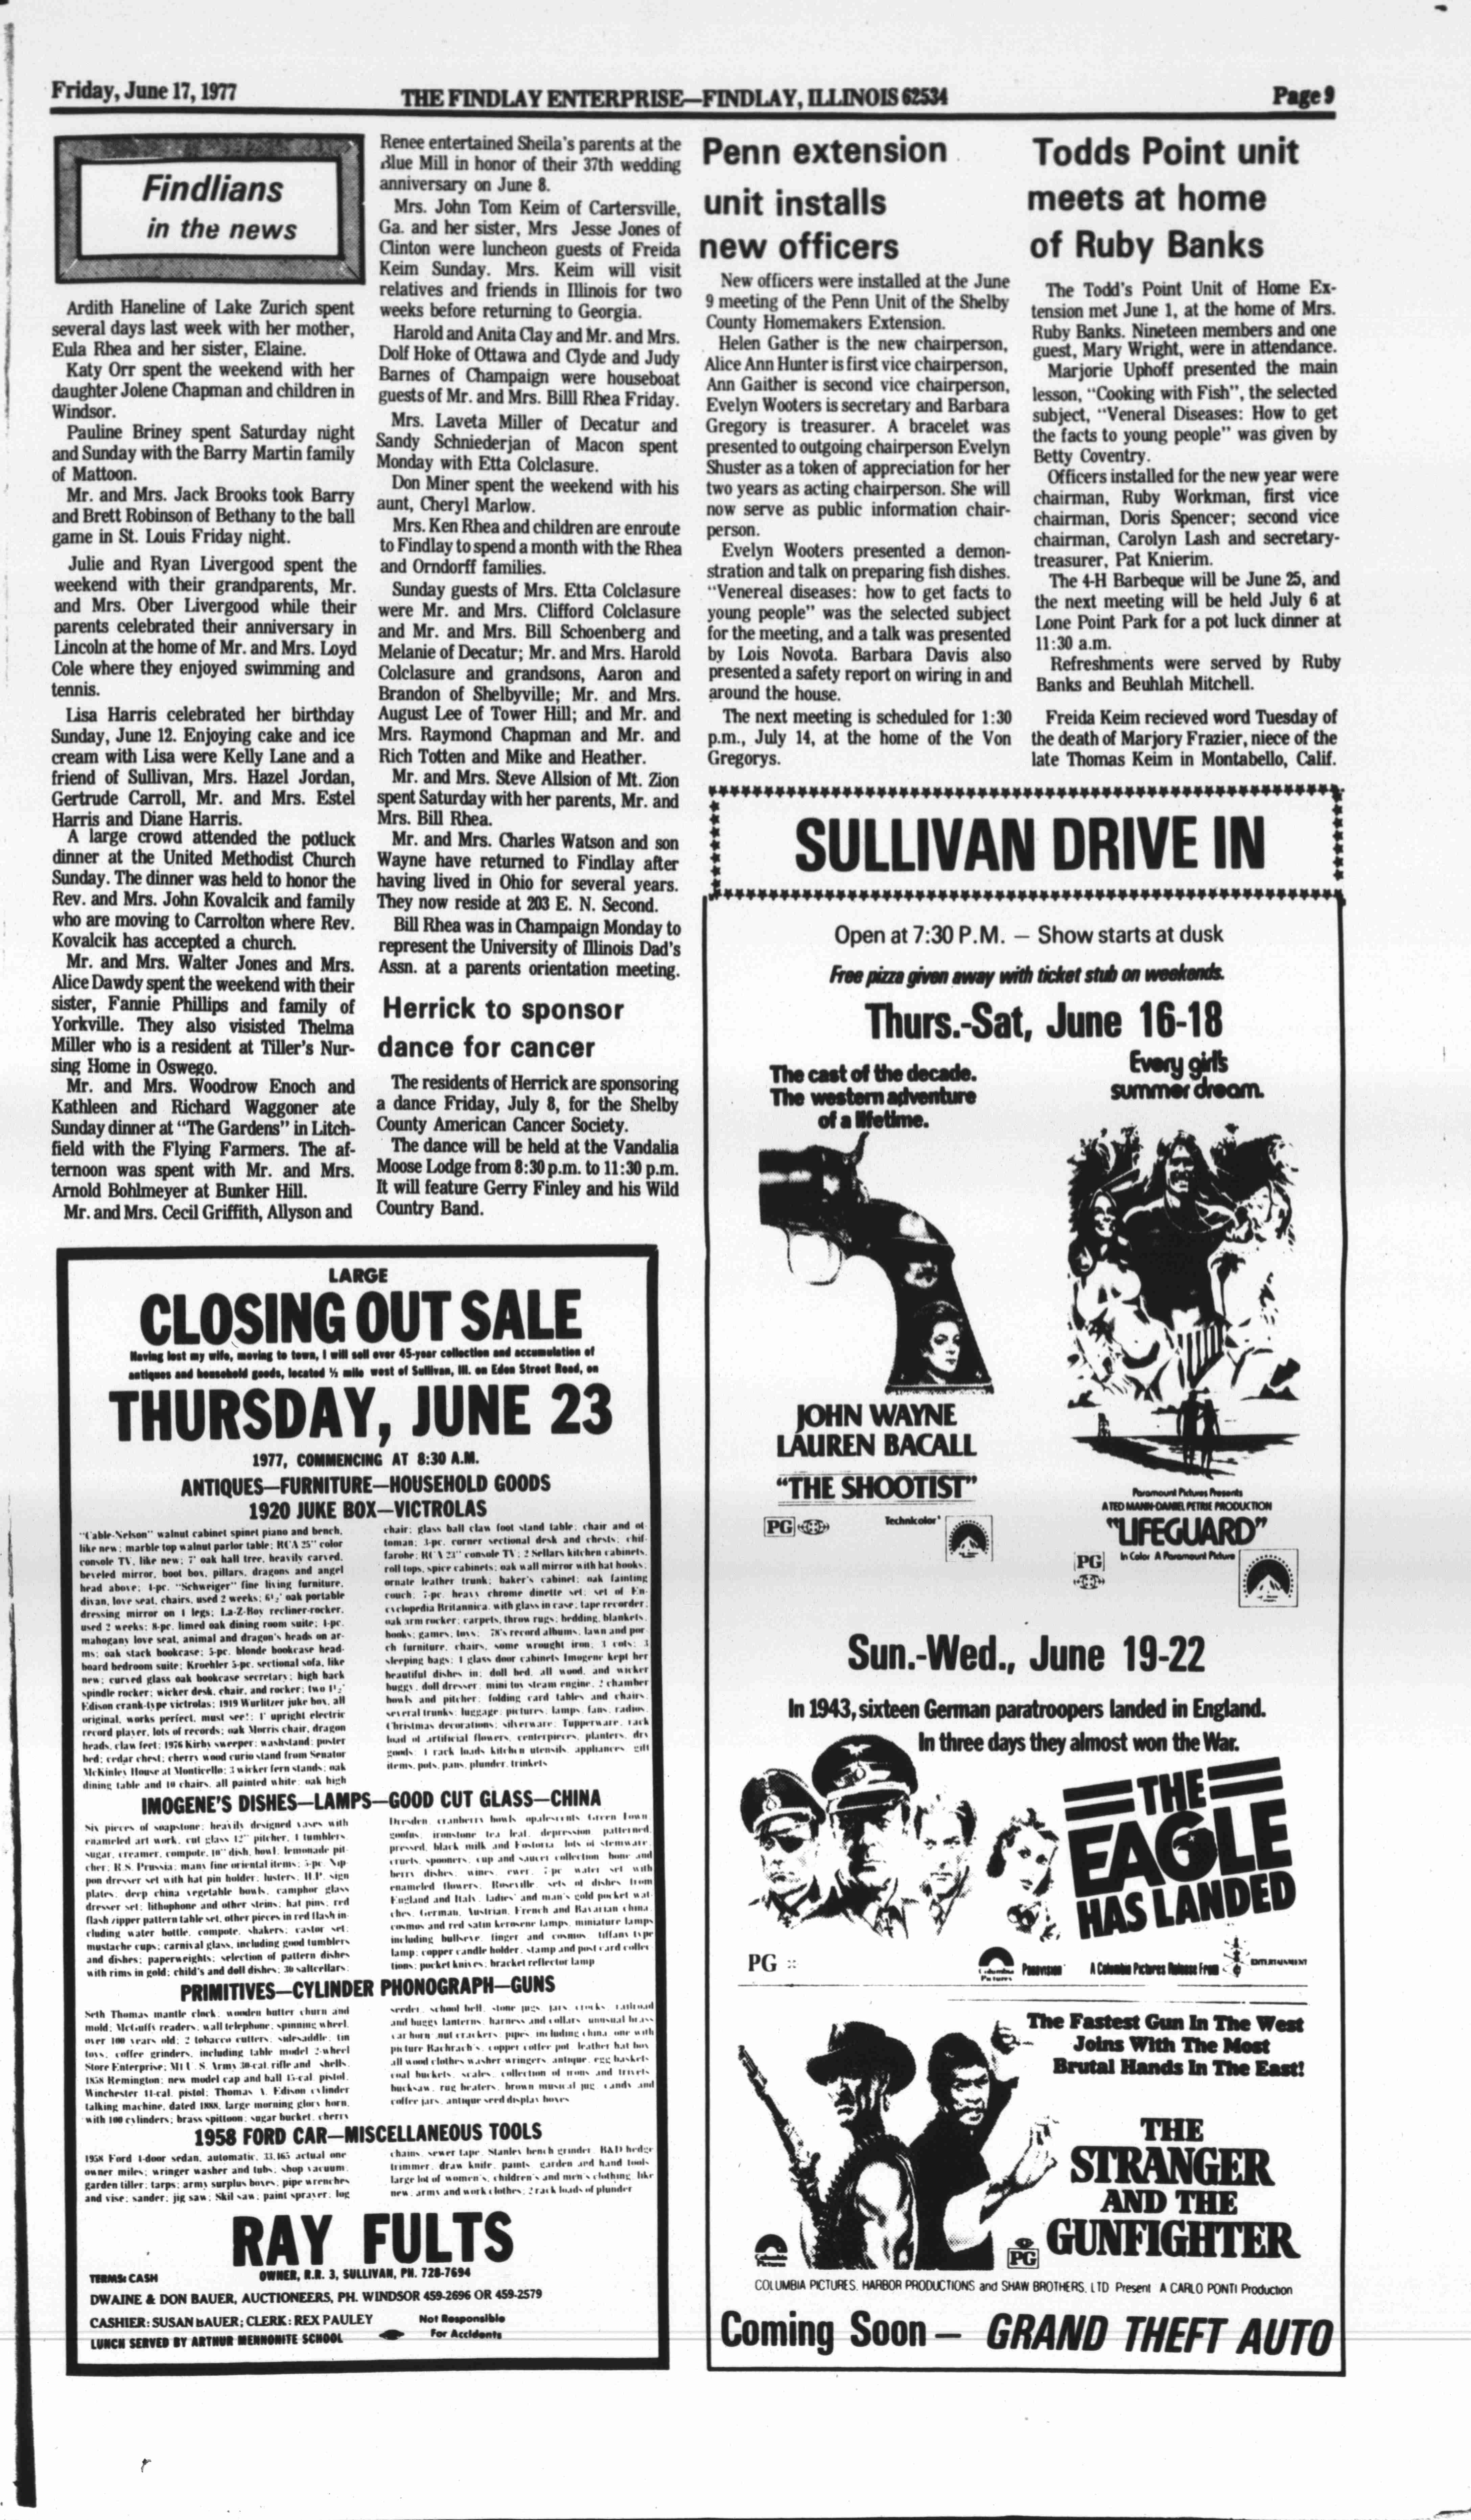 Friday, June 17, 1977
THE FINDLAY ENTERPRISE—FINDLAY, ILLINOIS 62534
Page 9
Findlians
in the news
Ardith Haneline of Lake Zurich spent
several days last week with her mother,
Eula Rhea and her sister, Elaine.
Katy Orr spent the weekend with her
daughter Jolene Chapman and children in
Windsor.
Pauline Briney spent Saturday night
and Sunday with the Barry Martin family
of Mattoon.
Mr. and Mrs. Jack Brooks took Barry
and Brett Robinson of Bethany to the ball
game in St. Louis Friday night.
Julie and Ryan Livergood spent the
weekend with their grandparents, Mr.
and Mrs. Ober Livergood while their
parents celebrated their anniversary in
Lincoln at the home of Mr. and Mrs. Loyd
Cole where they enjoyed swimming and
tennis.
Lisa Harris celebrated her birthday
Sunday, June 12. Enjoying cake and ice
cream with Lisa were Kelly Lane and a
friend of Sullivan, Mrs. Hazel Jordan,
Gertrude Carroll, Mr. and Mrs. Estel
Harris and Diane Harris.
A large crowd attended the potluck
dinner at the United Methodist Church
Sunday. The dinner was held to honor the
Rev. and Mrs. John Kovalcik and family
who are moving to Carrolton where Rev.
Kovalcik has accepted a church.
Mr. and Mrs. Walter Jones and Mrs.
Alice Dawdy spent the weekend with their
sister, Fannie Phillips and family of
Yorkville. They also visisted Thelma
Miller who is a resident at Tiller's Nur-
sing Home in Oswego.
Mr. and Mrs. Woodrow Enoch and
Kathleen and Richard Waggoner ate
Sunday dinner at "The Gardens" in Litch-
field with the Flying Farmers. The af-
ternoon was spent with Mr. and Mrs.
Arnold Bohlmeyer at Bunker Hill.
Mr. and Mrs. Cecil Griffith, Allyson and
Renee entertained Sheila's parents at the
Blue Mill in honor of their 37th wedding
anniversary on June 8.
Mrs. John Tom Keim of Cartersville,
Ga. and her sister, Mrs Jesse Jones of
Clinton were luncheon guests of Freida
Keim Sunday. Mrs. Keim will visit
relatives and friends in Illinois for two
weeks before returning to Georgia.
Harold and Anita Clay and Mr. and Mrs.
Dolf Hoke of Ottawa and Clyde and Judy
Barnes of Champaign were houseboat
guests of Mr. and Mrs. Billl Rhea Friday.
Mrs. Laveta Miller of Decatur and
Sandy Schniederjan of Macon spent
Monday with Etta Colclasure.
Don Miner spent the weekend with his
aunt, Cheryl Marlow.
Mrs. Ken Rhea and children are enroute
to Findlay to spend a month with the Rhea
and Orndorff families.
Sunday guests of Mrs. Etta Colclasure
were Mr. and Mrs. Clifford Colclasure
and Mr. and Mrs. Bill Schoenberg and
Melanie of Decatur; Mr. and Mrs. Harold
Colclasure and grandsons, Aaron and
Brandon of Shelbyville; Mr. and Mrs.
August Lee of Tower Hill; and Mr. and
Mrs. Raymond Chapman and Mr. and
Rich Totten and Mike and Heather.
Mr. and Mrs. Steve Allsion of Mt. Zion
spent Saturday with her parents, Mr. and
Mrs. Bill Rhea.
Mr. and Mrs. Charles Watson and son
Wayne have returned to Findlay after
having lived in Ohio for several years.
They now reside at 203 E. N. Second.
Bill Rhea was in Champaign Monday to
represent the University of Illinois Dad's
Assn. at a parents orientation meeting.
Herrick to sponsor
dance for cancer
The residents of Herrick are sponsoring
a dance Friday, July 8, for the Shelby
County American Cancer Society.
The dance will be held at the Vandalia
Moose Lodge from 8:30 p.m. to 11:30 p.m.
It will feature Gerry Finley and his Wild
Country Band.
Penn extension
unit installs
new officers
New officers were installed at the June
9 meeting of the Penn Unit of the Shelby
County Homemakers Extension.
Helen Gather is the new chairperson,
Alice Ann Hunter is first vice chairperson,
Ann Gaither is second vice chairperson,
Evelyn Wooters is secretary and Barbara
Gregory is treasurer. A bracelet was
presented to outgoing chairperson Evelyn
Shuster as a token of appreciation for her
two years as acting chairperson. She will
now serve as public information chair-
person.
Evelyn Wooters presented a demon-
stration and talk on preparing fish dishes.
"Venereal diseases: how to get facts to
young people" was the selected subject
for the meeting, and a talk was presented
by Lois Novota. Barbara Davis also
presented a safety report on wiring in and
around the house.
The next meeting is scheduled for 1:30
p.m., July 14, at the home of the Von
Gregorys.
Todds Point unit
meets at home
of Ruby Banks
The Todd's Point Unit of Home Ex-
tension met June 1, at the home of Mrs.
Ruby Banks. Nineteen members and one
guest, Mary Wright, were in attendance.
Marjorie Uphoff presented the main
lesson, "Cooking with Fish", the selected
subject, "Veneral Diseases: How to get
the facts to young people" was given by
Betty Coventry.
Officers installed for the new year were
chairman, Ruby Workman, first vice
chairman, Doris Spencer; second vice
chairman, Carolyn Lash and secretary-
treasurer, Pat Knierim.
The 4-H Barbeque will be June 25, and
the next meeting will be held July 6 at
Lone Point Park for a pot luck dinner at
11:30 a.m.
Refreshments were served by Ruby
Banks and Beuhlah Mitchell.
Freida Keim recieved word Tuesday of
the death of Marjory Frazier, niece of the
late Thomas Keim in Montabello, Calif.
LARGE
CLOSING OUT SALE
Having lost my wife, moving to town, I will sell over 45-year collection and accumulation of
antiques and household goods, located ½ mile west of Sullivan, Ill. on Eden Street Road, on
THURSDAY, JUNE 23
1977, COMMENCING AT 8:30 A.M.
ANTIQUES—FURNITURE—HOUSEHOLD GOODS
1920 JUKE BOX—VICTROLAS
"Cable-Nelson" walnut cabinet spinet piano and bench,
like new; marble top walnut parlor table; RCA 25" color
console TV, like new; 7' oak hall tree, heavily carved,
beveled mirror, boot box, pillars, dragons and angel
head above; 4-pc. "Schweiger" fine living furniture,
divan, love seat, chairs, used 2 weeks; 6½' oak portable
dressing mirror on legs; La-Z-Boy recliner-rocker,
used 2 weeks; 8-pc. limed oak dining room suite; 4-pc.
mahogany love seat, animal and dragon's heads on ar-
ms; oak stack bookcase; 5-pc. blonde bookcase head-
board bedroom suite; Kroehler 5-pc. sectional sofa, like
new; curved glass oak bookcase secretary; high back
spindle rocker; wicker desk, chair, and rocker; two
Edison crank-type victrolas; 1919 Wurlitzer juke box, all
original, works perfect, must see!; upright electric
record player, lots of records; oak Morris chair, dragon
heads, claw feet; 1976 Kirby sweeper; washstand; poster
bed; cedar chest; cherry wood curio stand from Senator
McKinley House at Monticello; 3 wicker fern stands; oak
dining table and 10 chairs, all painted white; oak high
chair; glass ball claw foot stand table; chair and ot-
toman; 3-pc. corner sectional desk and chests; chif-
farobe; RCA 23" console TV; 2 Sellars kitchen cabinets,
roll tops, spice cabinets; oak wall mirror with hat hooks;
ornate leather trunk; baker's cabinet; oak fainting
couch; 7-pc. heavy chrome dinette set; set of En-
cyclopedia Britannica, with glass in case; tape recorder;
oak arm rocker; carpets, throw rugs; bedding, blankets,
books; games; toys; 78's record albums, lawn and por-
ch furniture, chairs, some wrought iron; 3 cots; 3
sleeping bags; glass door cabinets Imogene kept her
beautiful dishes in; doll bed, all wood, and wicker
buggy, doll dresser; mini toy steam engine, 2 chamber
bowls and pitcher; folding card tables and chairs;
several trunks; luggage; pictures; lamps, fans, radios,
Christmas decorations; silverware; Tupperware, rack
load of artificial flowers, centerpieces, planters, dry
goods; rack loads kitchen utensils, appliances gift
items, pots, pans, plunder, trinkets
IMOGENE'S DISHES—LAMPS—GOOD CUT GLASS—CHINA
Six pieces of soapstone; heavily designed vases with
enameled art work, cut glass 12" pitcher, tumblers,
sugar, creamer, compote, 10" dish, bowl, lemonade pit-
cher; R.S. Prussia; many fine oriental items; 5-pc. Nip-
pon dresser set with hat pin holder, lusters; H.P. sign
plates, deep china vegetable bowls, camphor glass
dresser set; lithophone and other steins; hat pins, red
flash zipper pattern table set, other pieces in red flash in-
cluding water bottle, compote, shakers; castor set;
mustache cups; carnival glass, including good tumblers
and dishes; paperweights; selection of pattern dishes
with rims in gold; child's and doll dishes; 30 saltcellars;
Dresden, cranberry bowls, opalescents, Green Town
goofus, ironstone tea leaf, depression, patterned,
pressed, black milk and Fostoria lots of stemware
cruets, spooners, cup and saucer collection bone and
berry dishes, wines, ewer, 7 pc water set with
enameled flowers, Roseville, sets of dishes from
England and Italy, ladies' and man's gold pocket wat-
ches, German, Austrian, French and Bavarian china
cosmos and red satin kerosene lamps, miniature lamps
including bullseye, finger and cosmos, tiffany type
lamp; copper candle holder, stamp and post card collec-
tions; pocket knives; bracket reflector lamp
PRIMITIVES—CYLINDER PHONOGRAPH—GUNS
Seth Thomas mantle clock; wooden butter churn and
mold; McGuffy readers, wall telephone, spinning wheel,
over 100 years old; 2 tobacco cutters, sidesaddle, tin
toys, coffee grinders, including table model 2-wheel
Store Enterprise; U.S. Army 30-cal. rifle and shells,
1858 Remington; new model cap and ball pistol,
Winchester pistol; Thomas A. Edison cylinder
talking machine, dated 1888, large morning glory horn,
with 100 cylinders; brass spittoon; sugar bucket, cherry
seeder, school bell, stone jugs jars crocks railroad
and buggy lanterns, harness and collars unusual brass
car horn nut crackers, pipes including china one with
picture Bachrach's, copper coffee pot leather hat box
all wood clothes washer wringers antique, egg baskets
coal buckets, scales, collection of irons and trivets
bucksaw, rug beaters, brown musical jug cands and
coffee jars, antique seed display boxes
1958 FORD CAR—MISCELLANEOUS TOOLS
1958 Ford 4-door sedan, automatic, 33,165 actual one
owner miles; wringer washer and tubs; shop vacuum,
garden tiller; tarps; army surplus boxes; pipe wrenches
and vise; sander; jig saw; Skil saw; paint sprayer; log
chains, sewer tape, Stanley bench grinder, B&D hedge
trimmer, draw knife, paints, garden and hand tools
large lot of women's, children's and men's clothing, like
new; army and work clothes; 2 rack loads of plunder
RAY FULTS
OWNER, R.R. 3, SULLIVAN, PH. 728-7694
TERMS: CASH
DWAINE & DON BAUER, AUCTIONEERS, PH. WINDSOR 459-2696 OR 459-2579
CASHIER: SUSAN BAUER; CLERK: REX PAULEY
LUNCH SERVED BY ARTHUR MENNONITE SCHOOL
Not Responsible
For Accidents
SULLIVAN DRIVE IN
Open at 7:30 P.M. — Show starts at dusk
Free pizza given away with ticket stub on weekends.
Thurs.-Sat, June 16-18
The cast of the decade.
The western adventure
of a lifetime.
JOHN WAYNE
LAUREN BACALL
"THE SHOOTIST"
PG
Technicolor
Every girl's
summer dream.
Paramount Pictures Presents
A TED MANN-DANIEL PETRIE PRODUCTION
"LIFEGUARD"
In Color A Paramount Picture
PG
Sun.-Wed., June 19-22
In 1943, sixteen German paratroopers landed in England.
In three days they almost won the War.
THE
EAGLE
HAS LANDED
PG
Columbia
Pictures
Panavision
A Columbia Pictures Release From
ENTERTAINMENT
The Fastest Gun In The West
Joins With The Most
Brutal Hands In The East!
THE
STRANGER
AND THE
GUNFIGHTER
PG
Columbia
Pictures
COLUMBIA PICTURES, HARBOR PRODUCTIONS and SHAW BROTHERS, LTD Present A CARLO PONTI Production
Coming Soon — GRAND THEFT AUTO